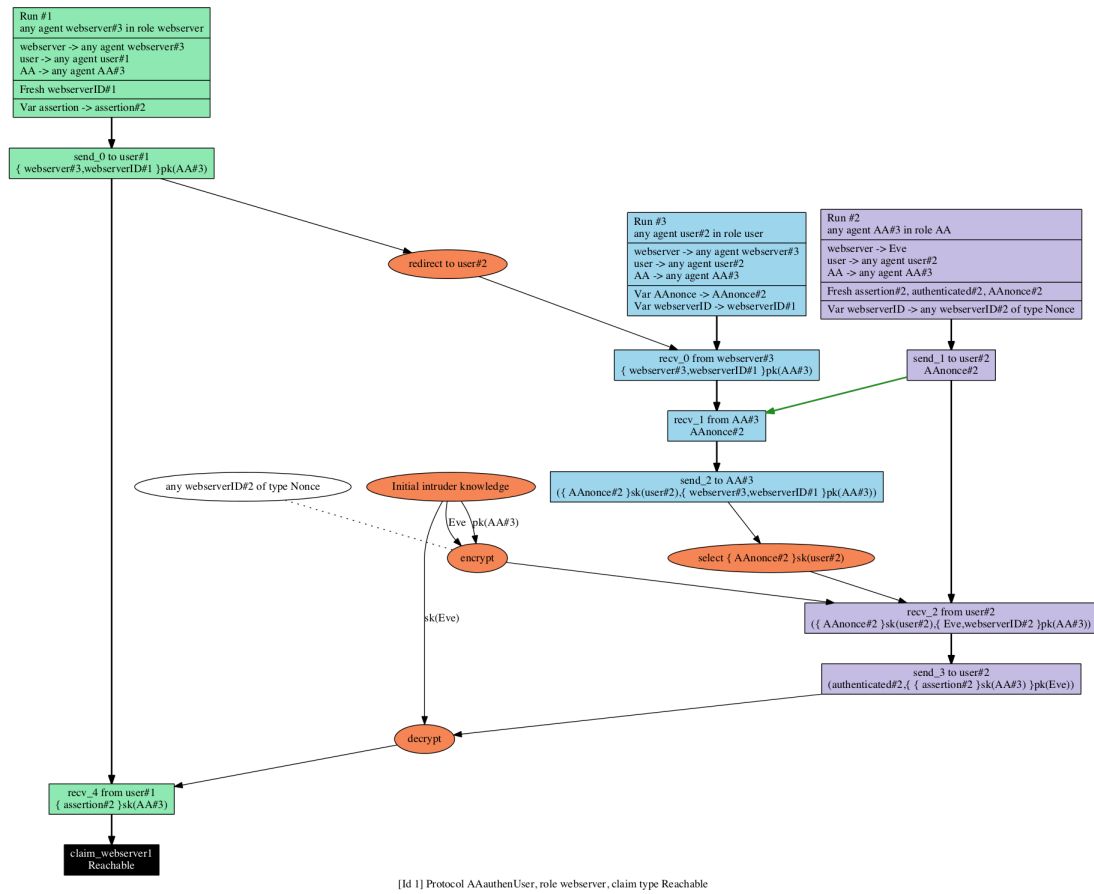 Run #1
any agent webserver#3 in role webserver
webserver -> any agent webserver#3
user -> any agent user#1
AA -> any agent AA#3
Fresh webserverID#1
Var assertion -> assertion#2
send_0 to user#1
{ webserver#3,webserverID#1 }pk(AA#3)
redirect to user#2
Run #3
any agent user#2 in role user
webserver -> any agent webserver#3
user -> any agent user#2
AA -> any agent AA#3
Var AAnonce -> AAnonce#2
Var webserverID -> webserverID#1
Run #2
any agent AA#3 in role AA
webserver -> Eve
user -> any agent user#2
AA -> any agent AA#3
Fresh assertion#2, authenticated#2, AAnonce#2
Var webserverID -> any webserverID#2 of type Nonce
recv_0 from webserver#3
{ webserver#3,webserverID#1 }pk(AA#3)
send_1 to user#2
AAnonce#2
recv_1 from AA#3
AAnonce#2
any webserverID#2 of type Nonce
Initial intruder knowledge
send_2 to AA#3
({ AAnonce#2 }sk(user#2),{ webserver#3,webserverID#1 }pk(AA#3))
Eve
pk(AA#3)
encrypt
select { AAnonce#2 }sk(user#2)
sk(Eve)
recv_2 from user#2
({ AAnonce#2 }sk(user#2),{ Eve,webserverID#2 }pk(AA#3))
send_3 to user#2
(authenticated#2,{ { assertion#2 }sk(AA#3) }pk(Eve))
decrypt
recv_4 from user#1
{ assertion#2 }sk(AA#3)
claim_webserver1
Reachable
[Id 1] Protocol AAauthenUser, role webserver, claim type Reachable